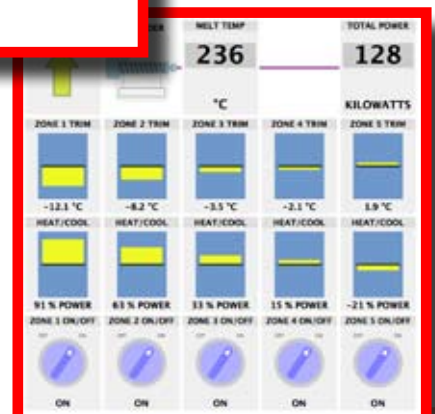 MELT TEMP TOTAL POWER
236 128
°C KILOWATTS
ZONE 1 TRIM ZONE 2 TRIM ZONE 3 TRIM ZONE 4 TRIM ZONE 5 TRIM
-12.1 °C -8.2 °C -3.5 °C -2.1 °C 1.9 °C
HEAT/COOL HEAT/COOL HEAT/COOL HEAT/COOL HEAT/COOL
91 % POWER 63 % POWER 33 % POWER 15 % POWER -21 % POWER
ZONE 1 ON/OFF ZONE 2 ON/OFF ZONE 3 ON/OFF ZONE 4 ON/OFF ZONE 5 ON/OFF
ON ON ON ON ON